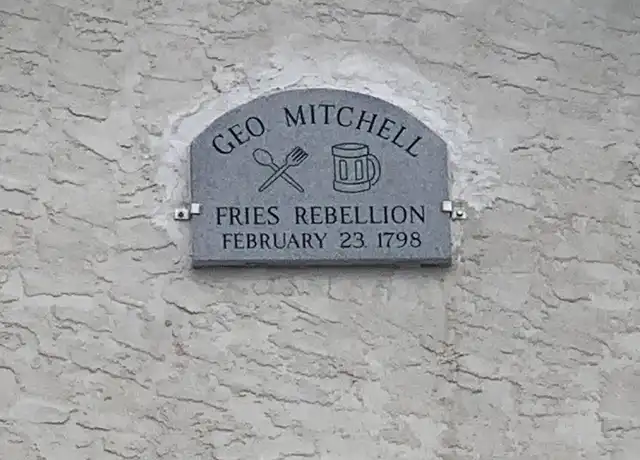 GEO MITCHELL
FRIES REBELLION
FEBRUARY 23 1798